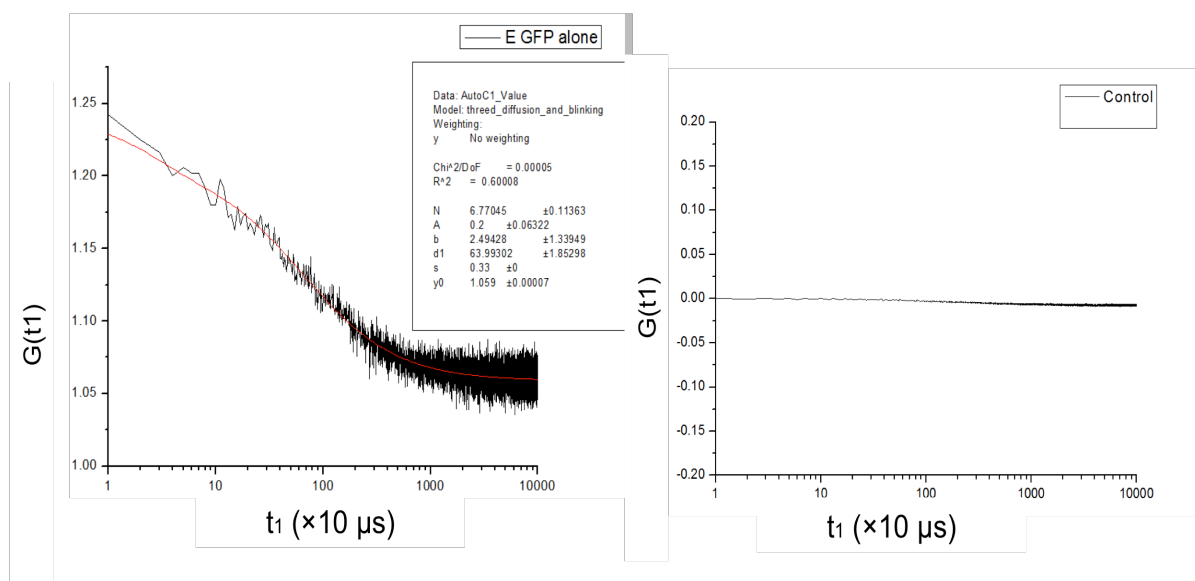 E GFP alone
Data: AutoC1_Value
Model: threed_diffusion_and_blinking
Weighting:
y No weighting
Chi^2/DoF = 0.00005
R^2 = 0.60008
N 6.77045 ±0.11363
A 0.2 ±0.06322
b 2.49428 ±1.33949
d1 63.99302 ±1.85298
s 0.33 ±0
y0 1.059 ±0.00007
1.25
1.20
1.15
1.10
1.05
1.00
G(t1)
1 10 100 1000 10000
t1 (×10 μs)
Control
0.20
0.15
0.10
0.05
0.00
-0.05
-0.10
-0.15
-0.20
G(t1)
1 10 100 1000 10000
t1 (×10 μs)